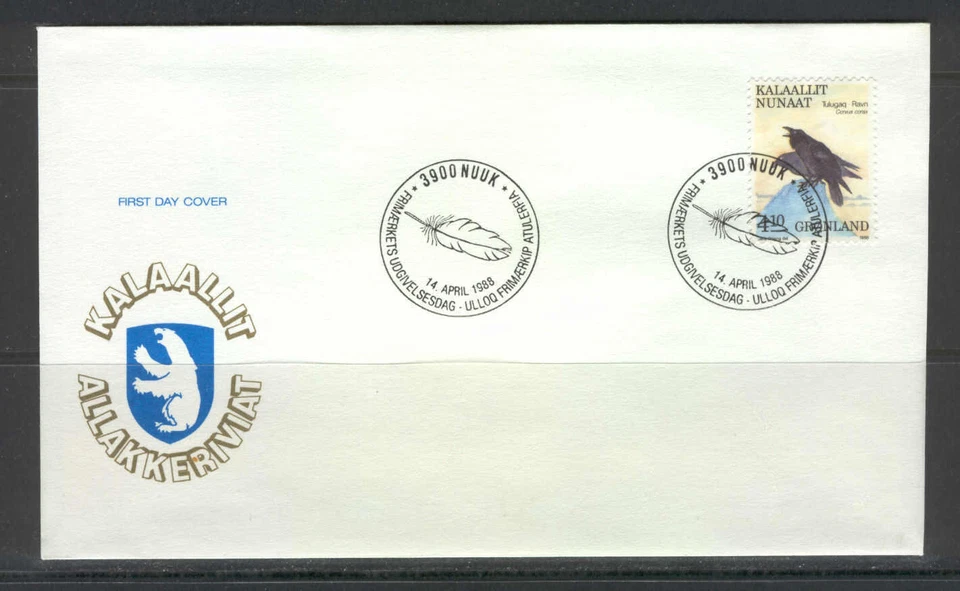 KALAALLIT
NUNAAT
Tulugaq · Ravn
Corvus corax
4.10 GRØNLAND
1988
FIRST DAY COVER
★ 3900 NUUK ★
14. APRIL 1988
FRIMÆRKETS UDGIVELSESDAG - ULLOQ FRIMÆRKIP ATULERFIA
★ 3900 NUUK ★
14. APRIL 1988
FRIMÆRKETS UDGIVELSESDAG - ULLOQ FRIMÆRKIP ATULERFIA
KALAALLIT
ALLAKKERIVIAT